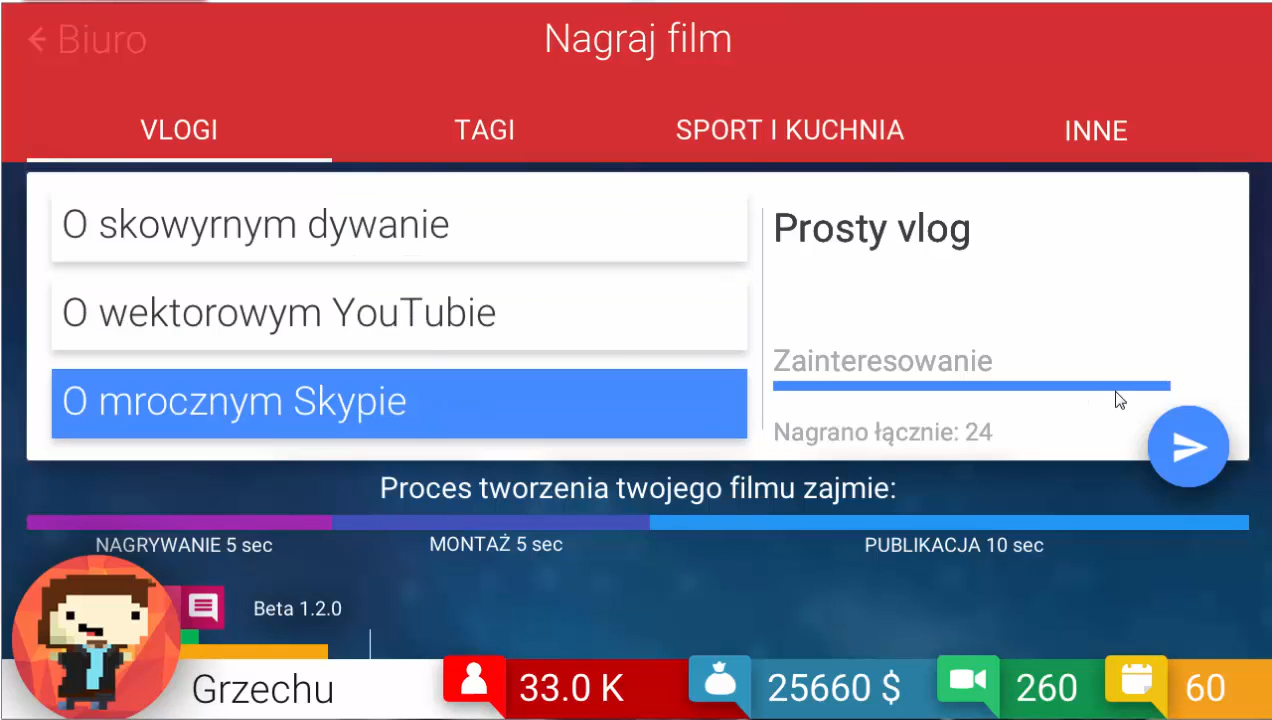 Biuro
Nagraj film
VLOGI
TAGI
SPORT I KUCHNIA
INNE
O skowyrnym dywanie
O wektorowym YouTubie
O mrocznym Skypie
Prosty vlog
Zainteresowanie
Nagrano łącznie: 24
Proces tworzenia twojego filmu zajmie:
NAGRYWANIE 5 sec
MONTAŻ 5 sec
PUBLIKACJA 10 sec
Beta 1.2.0
Grzechu
33.0 K
25660 $
260
60